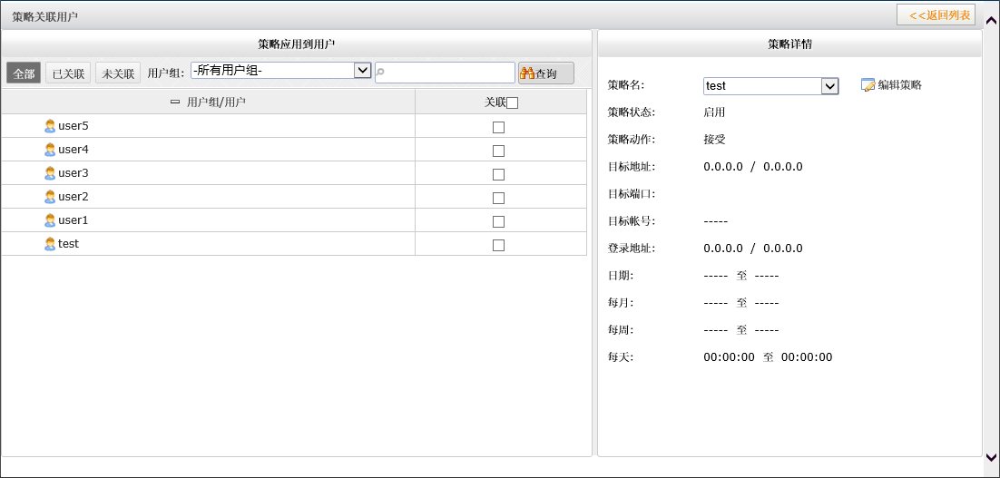 策略关联用户
<<返回列表
策略应用到用户
全部 已关联 未关联 用户组: -所有用户组- 查询
用户组/用户 关联
user5
user4
user3
user2
user1
test
策略详情
策略名: test 编辑策略
策略状态: 启用
策略动作: 接受
目标地址: 0.0.0.0 / 0.0.0.0
目标端口:
目标帐号: -----
登录地址: 0.0.0.0 / 0.0.0.0
日期: ----- 至 -----
每月: ----- 至 -----
每周: ----- 至 -----
每天: 00:00:00 至 00:00:00